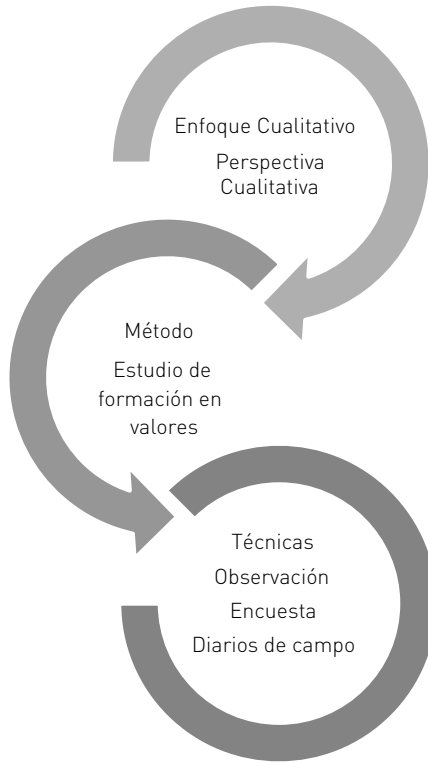 Enfoque Cualitativo
Perspectiva
Cualitativa
Método
Estudio de
formación en
valores
Técnicas
Observación
Encuesta
Diarios de campo